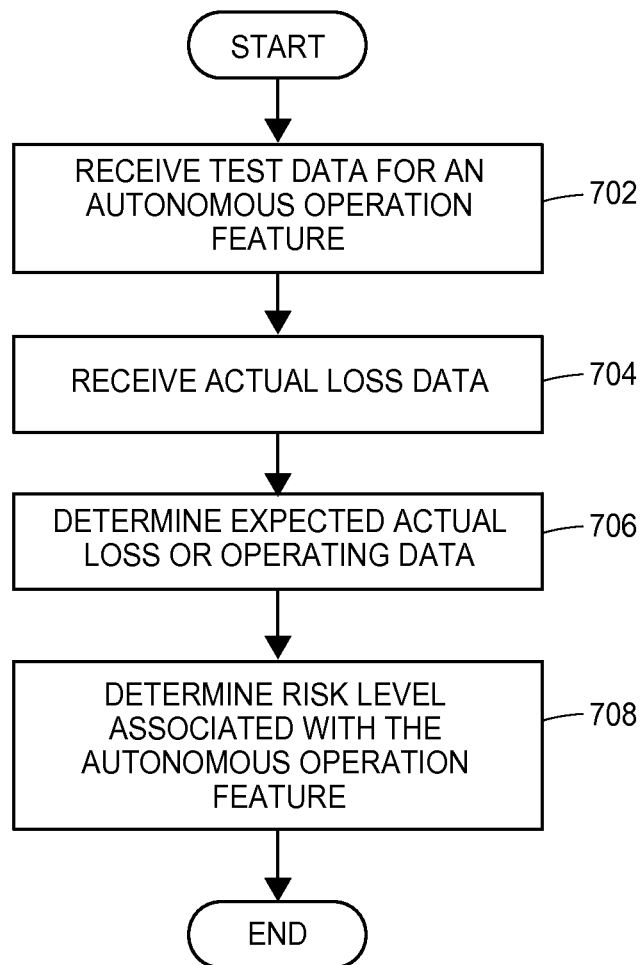 START
RECEIVE TEST DATA FOR AN
AUTONOMOUS OPERATION
FEATURE
702
RECEIVE ACTUAL LOSS DATA
704
DETERMINE EXPECTED ACTUAL
LOSS OR OPERATING DATA
706
DETERMINE RISK LEVEL
ASSOCIATED WITH THE
AUTONOMOUS OPERATION
FEATURE
708
END